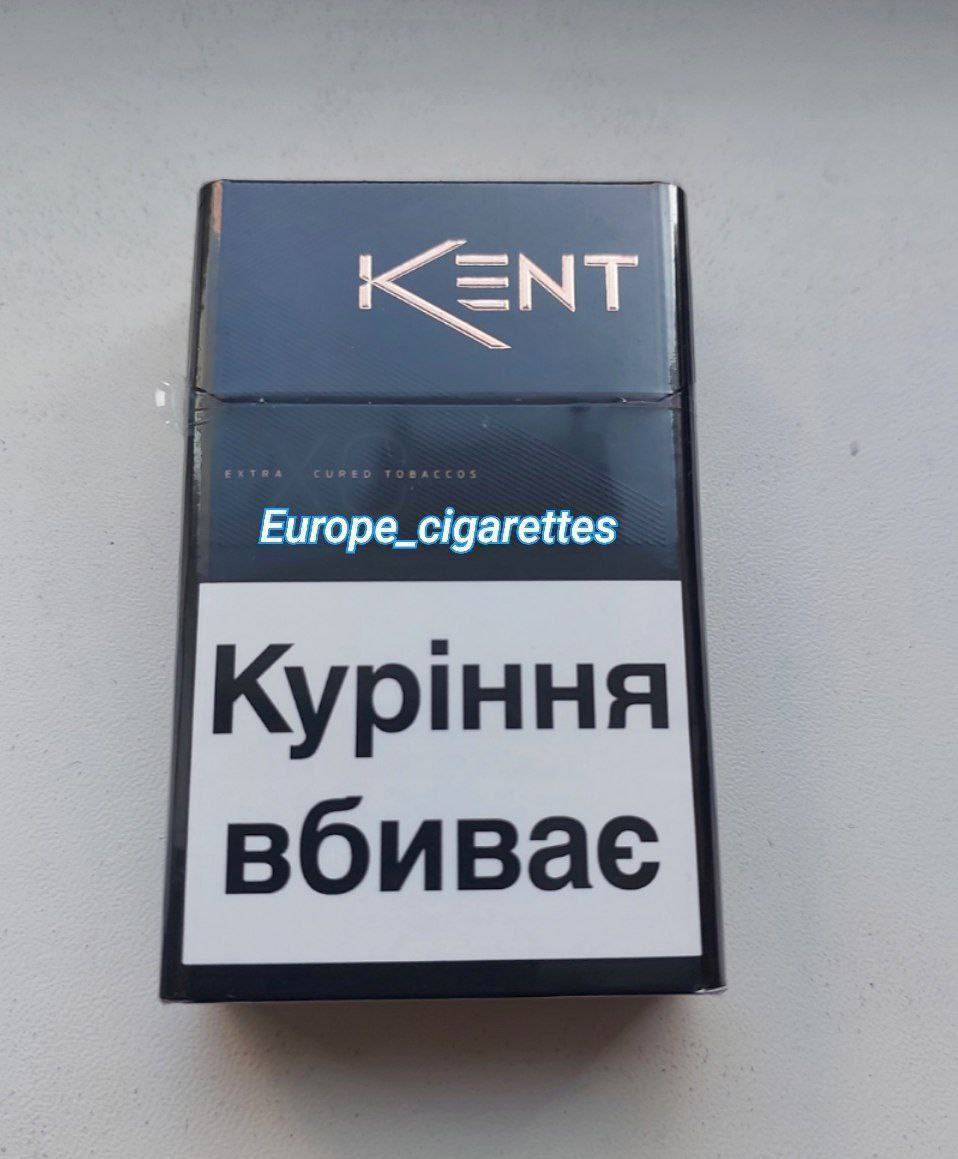 KENT
EXTRA CURED TOBACCOS
Europe_cigarettes
Куріння
вбиває